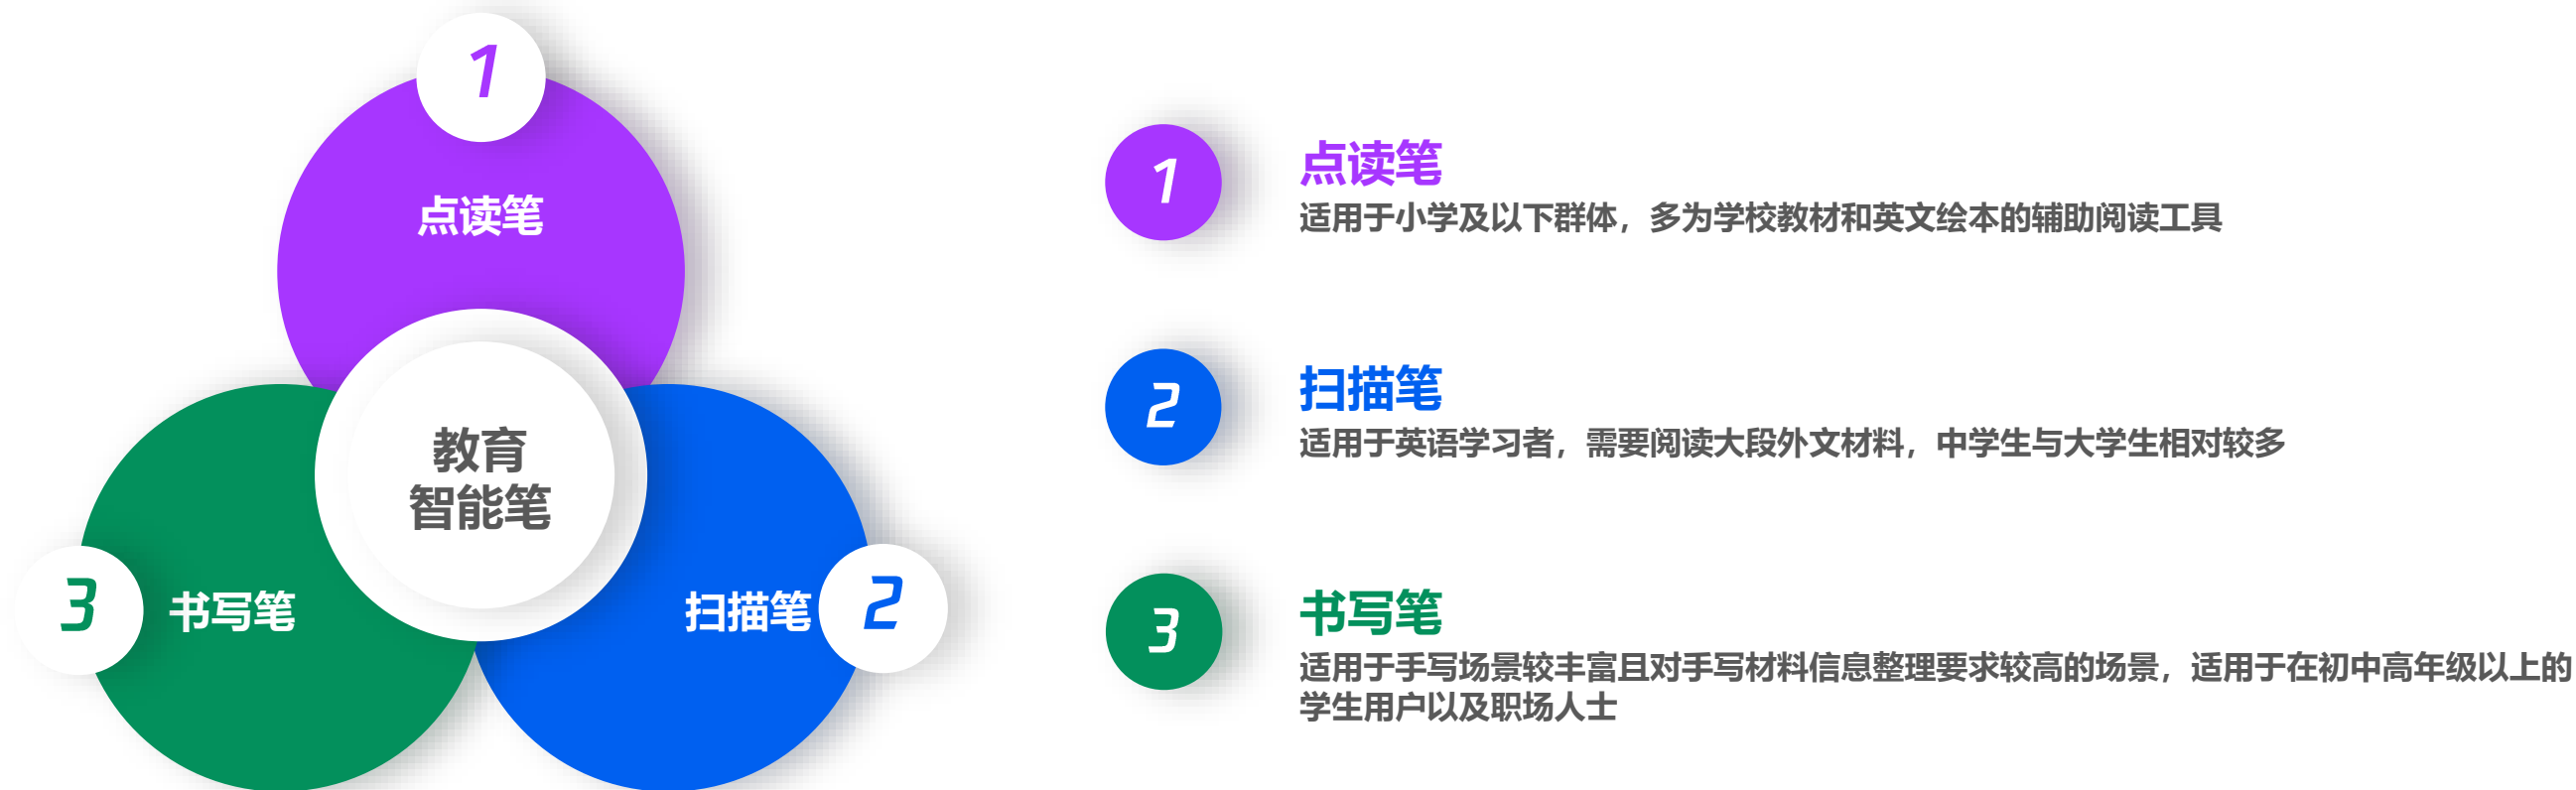 1
点读笔
教育
智能笔
3
书写笔
扫描笔
2
1
点读笔
适用于小学及以下群体，多为学校教材和英文绘本的辅助阅读工具
2
扫描笔
适用于英语学习者，需要阅读大段外文材料，中学生与大学生相对较多
3
书写笔
适用于手写场景较丰富且对手写材料信息整理要求较高的场景，适用于在初中高年级以上的
学生用户以及职场人士